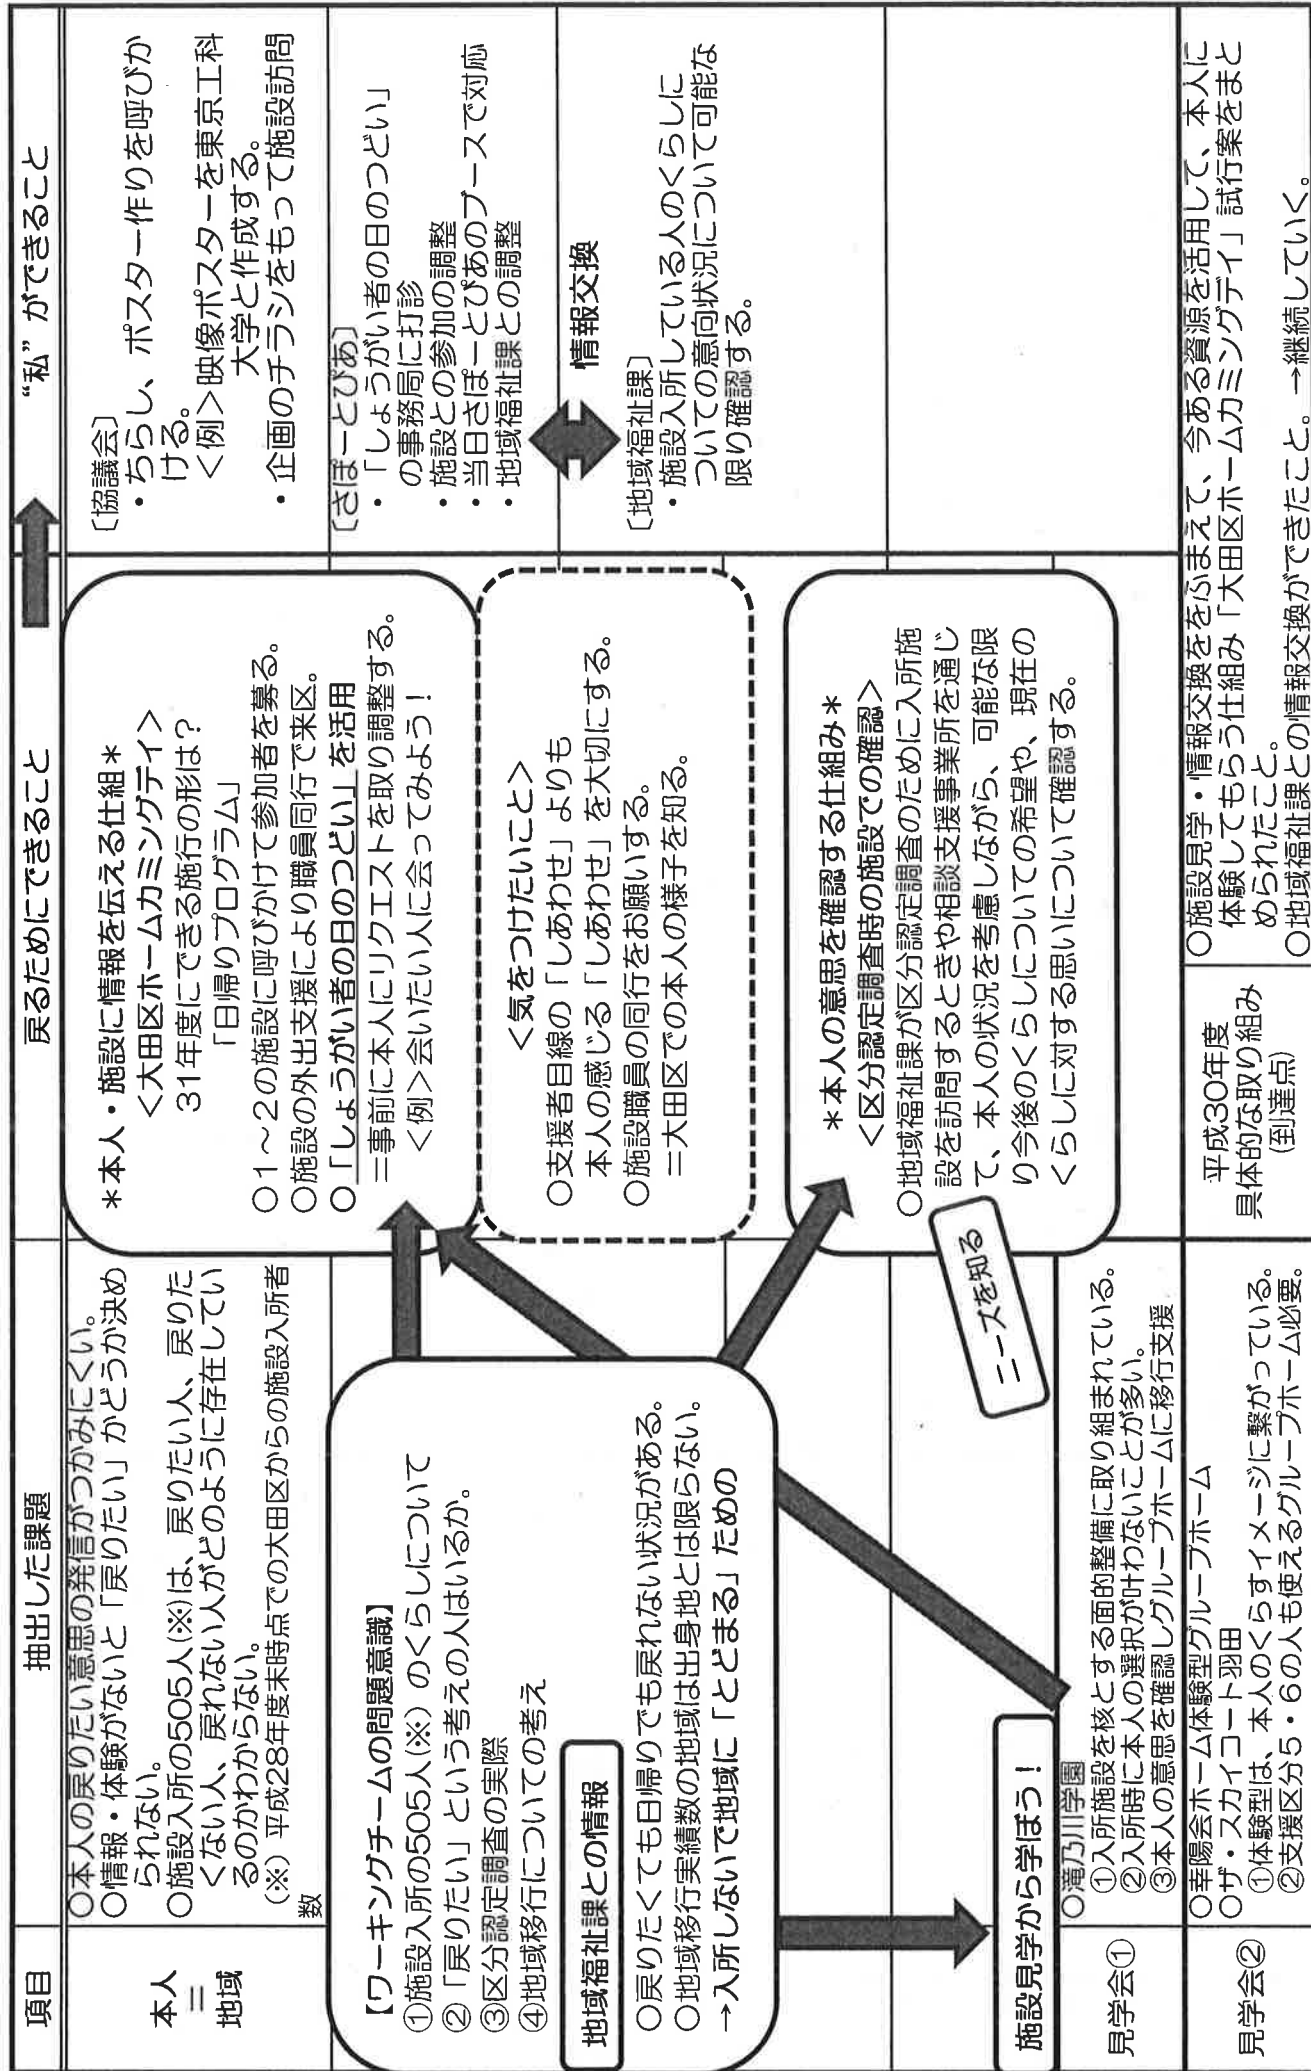 項目
抽出した課題
戻るためにできること
“私”ができること
本人
＝
地域
○本人の戻りたい意思の発信がつかみにくい。
○情報・体験がないと「戻りたい」かどうか決め
られない。
○施設入所の505人(※)は、戻りたい人、戻りた
くない人、戻れない人がどのように存在してい
るのかわからない。
(※）平成28年度末時点での大田区からの施設入所者
数
【ワーキングチームの問題意識】
①施設入所の505人(※）のくらしについて
②「戻りたい」という考えの人はいるか。
③区分認定調査の実際
④地域移行についての考え
地域福祉課との情報
○戻りたくても日帰りでも戻れない状況がある。
○地域移行実績数の地域は出身地とは限らない。
→入所しないで地域に「とどまる」ための
施設見学から学ぼう！
見学会①
○滝乃川学園
①入所施設を核とする面的整備に取り組まれている。
②入所時に本人の選択が叶わないことが多い。
③本人の意思を確認しグループホームに移行支援
見学会②
○幸陽会ホーム体験型グループホーム
○ザ・スカイコート羽田
①体験型は、本人のくらすイメージに繋がっている。
②支援区分5・6の人も使えるグループホーム必要。
＊本人・施設に情報を伝える仕組＊
＜大田区ホームカミングデイ＞
31年度にできる施行の形は？
「日帰りプログラム」
○1～2の施設に呼びかけて参加者を募る。
○施設の外出支援により職員同行で来区。
○「しょうがい者の日のつどい」を活用
＝事前に本人にリクエストを取り調整する。
＜例＞会いたい人に会ってみよう！
＜気をつけたいこと＞
○支援者目線の「しあわせ」よりも
本人の感じる「しあわせ」を大切にする。
○施設職員の同行をお願いする。
＝大田区での本人の様子を知る。
＊本人の意思を確認する仕組み＊
＜区分認定調査時の施設での確認＞
○地域福祉課が区分認定調査のために入所施
設を訪問するときや相談支援事業所を通じ
て、本人の状況を考慮しながら、可能な限
り今後のくらしについての希望や、現在の
くらしに対する思いについて確認する。
ニーズを知る
〔協議会〕
・ちらし、ポスター作りを呼びか
ける。
＜例＞映像ポスターを東京工科
大学と作成する。
・企画のチラシをもって施設訪問
〔さぽーとぴあ〕
・「しょうがい者の日のつどい」
の事務局に打診
・施設との参加の調整
・当日さぽーとぴあのブースで対応
・地域福祉課との調整
情報交換
〔地域福祉課〕
・施設入所している人のくらしに
ついての意向状況について可能な
限り確認する。
平成30年度
具体的な取り組み
(到達点)
○施設見学・情報交換ををふまえて、今ある資源を活用して、本人に
体験してもらう仕組み「大田区ホームカミングデイ」試行案をまと
められたこと。
○地域福祉課との情報交換ができたこと。→継続していく。